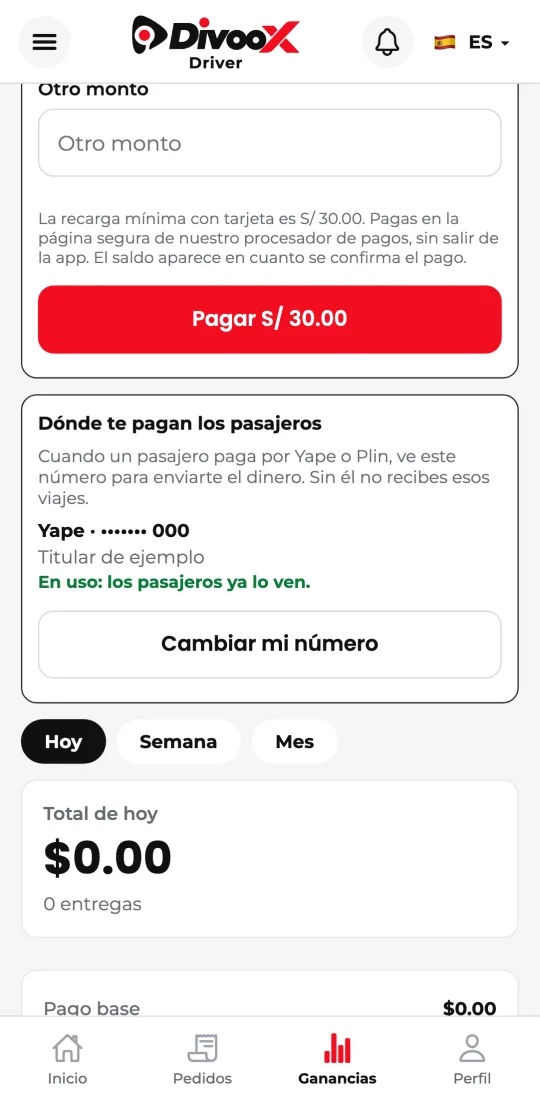 DivooX
Driver
ES
Otro monto
Otro monto
La recarga mínima con tarjeta es S/ 30.00. Pagas en la
página segura de nuestro procesador de pagos, sin salir de
la app. El saldo aparece en cuanto se confirma el pago.
Pagar S/ 30.00
Dónde te pagan los pasajeros
Cuando un pasajero paga por Yape o Plin, ve este
número para enviarte el dinero. Sin él no recibes esos
viajes.
Yape · ••••••• 000
Titular de ejemplo
En uso: los pasajeros ya lo ven.
Cambiar mi número
Hoy
Semana
Mes
Total de hoy
$0.00
0 entregas
Pago base
$0.00
Inicio
Pedidos
Ganancias
Perfil